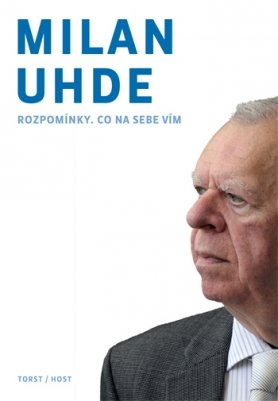 MILAN
UHDE
ROZPOMÍNKY. CO NA SEBE VÍM
TORST / HOST